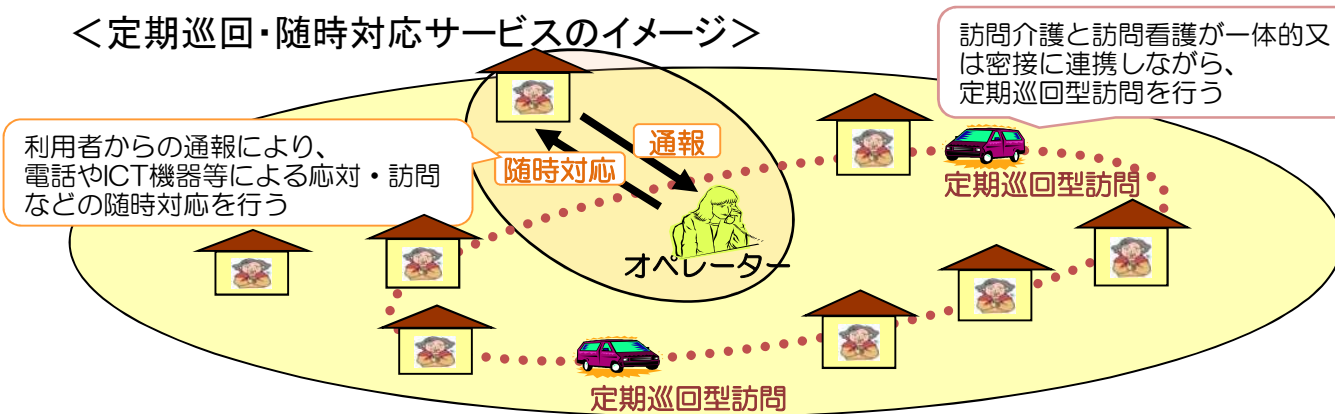 ＜定期巡回・随時対応サービスのイメージ＞
訪問介護と訪問看護が一体的又
は密接に連携しながら、
定期巡回型訪問を行う
利用者からの通報により、
電話やICT機器等による応対・訪問
などの随時対応を行う
通報
随時対応
定期巡回型訪問
オペレーター
定期巡回型訪問